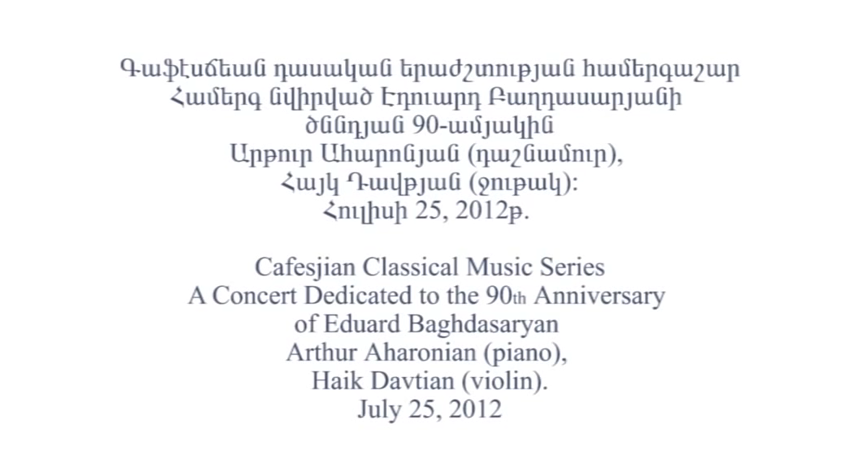 Գաֆէսճեան դասական երաժշտության համերգաշար
Համերգ նվիրված Էդուարդ Բաղդասարյանի
ծննդյան 90-ամյակին
Արթուր Ահարոնյան (դաշնամուր),
Հայկ Դավթյան (ջութակ):
Հուլիսի 25, 2012թ.
Cafesjian Classical Music Series
A Concert Dedicated to the 90th Anniversary
of Eduard Baghdasaryan
Arthur Aharonian (piano),
Haik Davtian (violin).
July 25, 2012